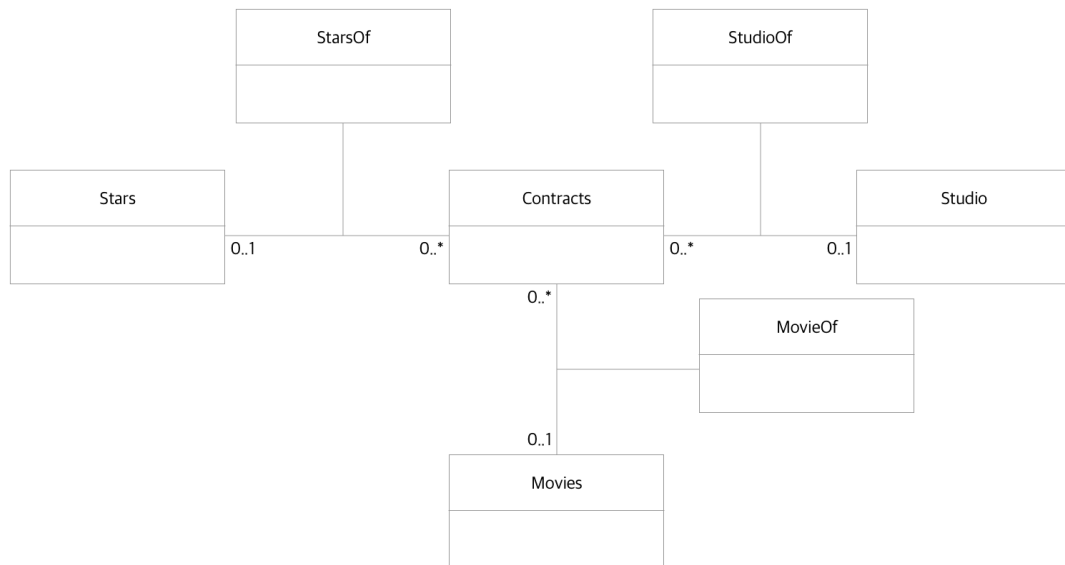 StarsOf
StudioOf
Stars
Contracts
Studio
0..1
0..*
0..*
0..1
0..*
MovieOf
0..1
Movies